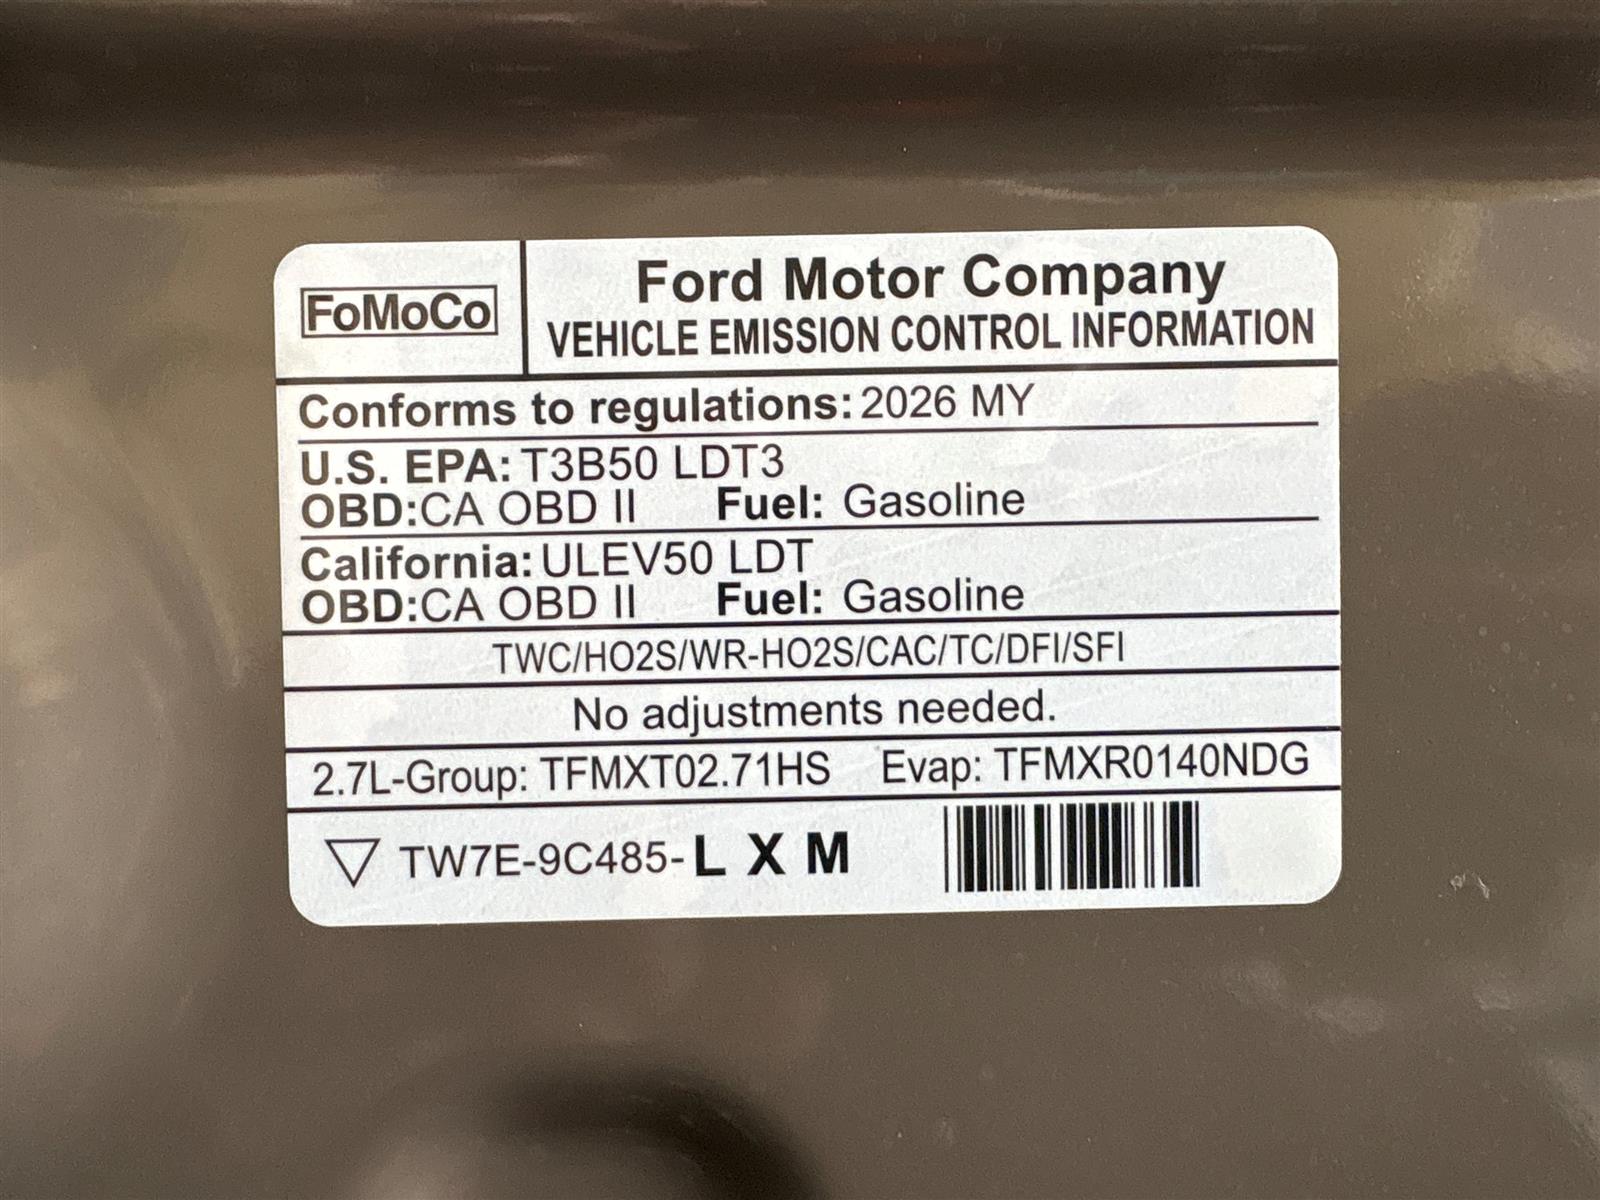 FoMoCo
Ford Motor Company
VEHICLE EMISSION CONTROL INFORMATION
Conforms to regulations: 2026 MY
U.S. EPA: T3B50 LDT3
OBD:CA OBD II Fuel: Gasoline
California: ULEV50 LDT
OBD:CA OBD II Fuel: Gasoline
TWC/HO2S/WR-HO2S/CAC/TC/DFI/SFI
No adjustments needed.
2.7L-Group: TFMXT02.71HS Evap: TFMXR0140NDG
TW7E-9C485-L X M